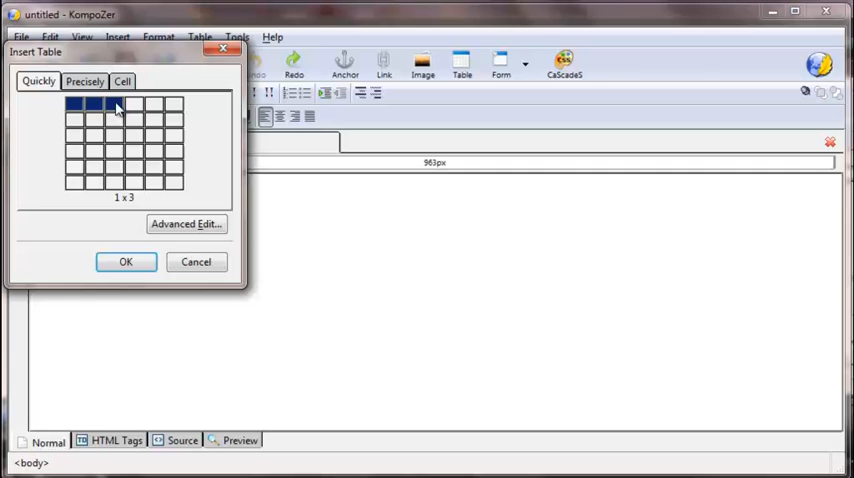 untitled - KompoZer
File Edit View Insert Format Table Tools Help
Insert Table
Undo Redo Anchor Link Image Table Form CaScadeS
Quickly Precisely Cell
963px
1 x 3
Advanced Edit...
OK Cancel
Normal HTML Tags Source Preview
<body>